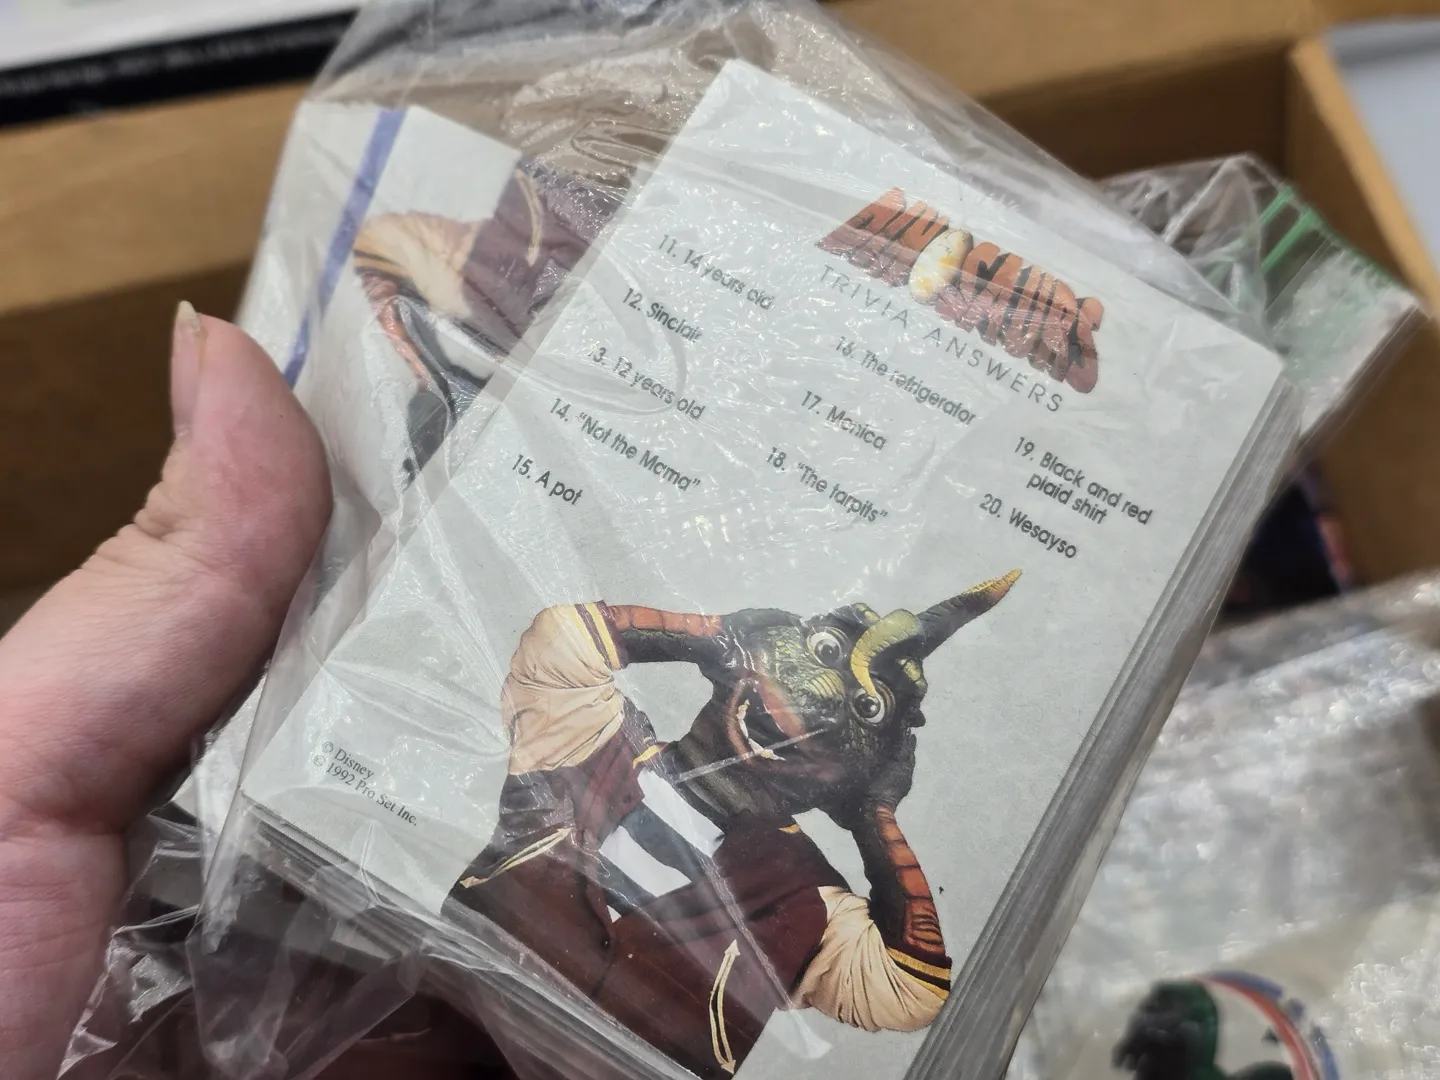 DINOSAURS
TRIVIA ANSWERS
11. 14 years old
12. Sinclair
3. 12 years old
14. "Not the Mama"
15. A pot
16. The refrigerator
17. Monica
18. "The tarpits"
19. Black and red
plaid shirt
20. Wesayso
© Disney
© 1992 Pro Set Inc.